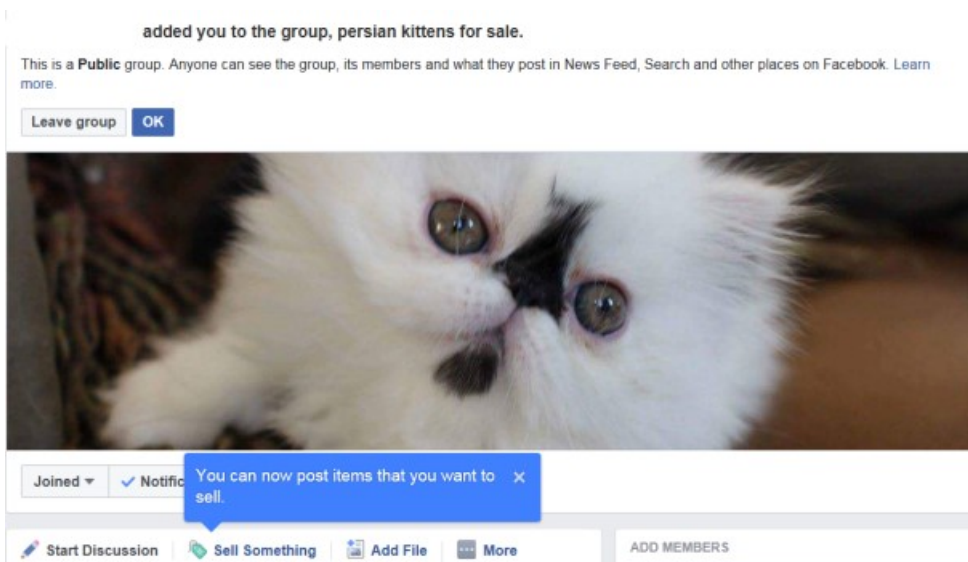 added you to the group, persian kittens for sale.
This is a Public group. Anyone can see the group, its members and what they post in News Feed, Search and other places on Facebook. Learn
more.
Leave group OK
Joined Notific
You can now post items that you want to
sell.
Start Discussion Sell Something Add File More
ADD MEMBERS